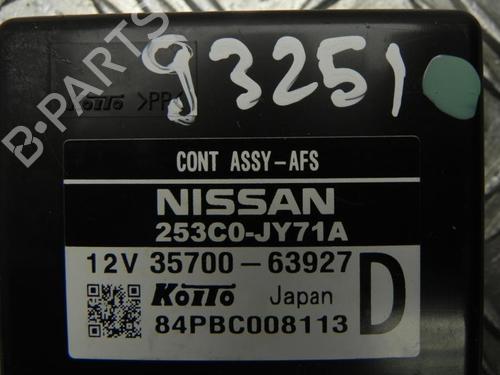 93251
KOITO >PP<
CONT ASSY-AFS
NISSAN
253C0-JY71A
12V 35700-63927
KOITO Japan D
84PBC008113
B-PARTS